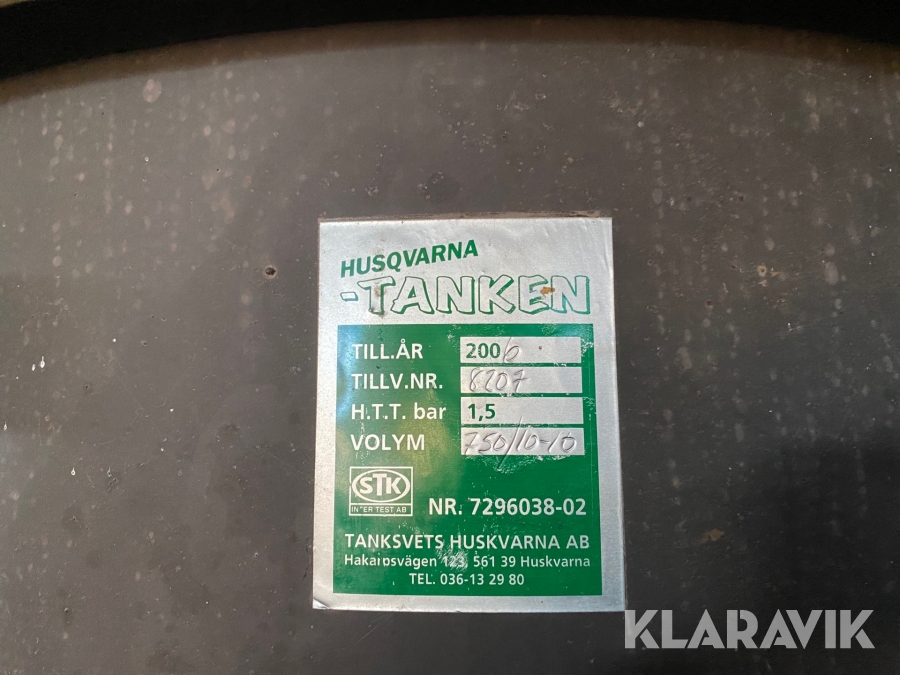 HUSQVARNA
-TANKEN
TILL.ÅR 2006
TILLV.NR. 8207
H.T.T. bar 1,5
VOLYM 750/10-10
STK
INTER TEST AB
NR. 7296038-02
TANKSVETS HUSKVARNA AB
Hakarpsvägen 123, 561 39 Huskvarna
TEL. 036-13 29 80
KLARAVIK